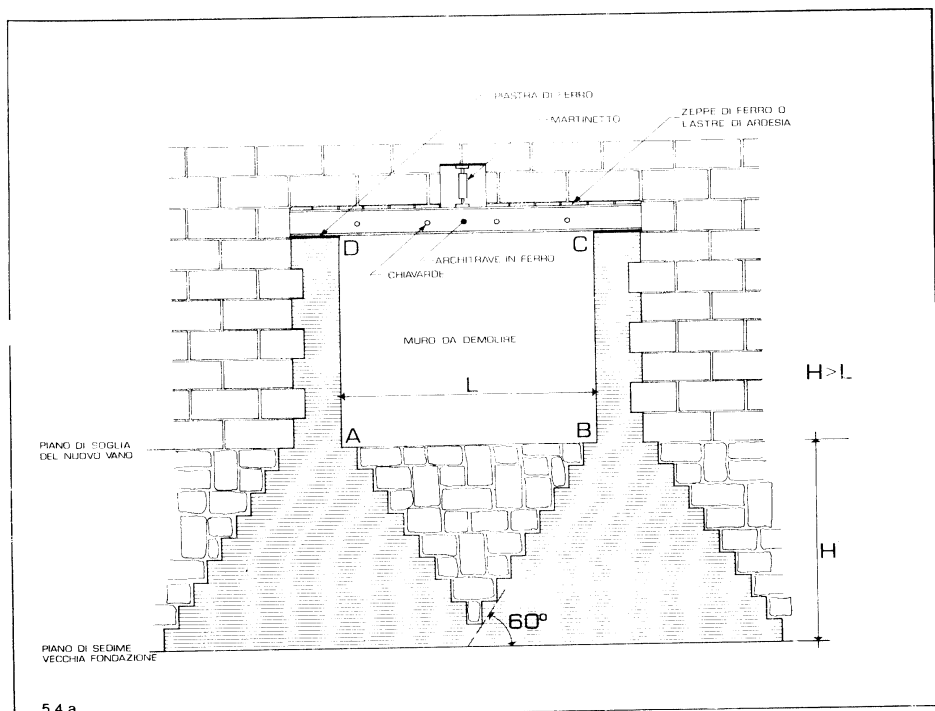 PIASTRA DI FERRO
MARTINETTO
ZEPPE DI FERRO O
LASTRE DI ARDESIA
D
C
ARCHITRAVE IN FERRO
CHIAVARDE
MURO DA DEMOLIRE
L
H>L
A
B
PIANO DI SOGLIA
DEL NUOVO VANO
H
60°
PIANO DI SEDIME
VECCHIA FONDAZIONE
5.4.a